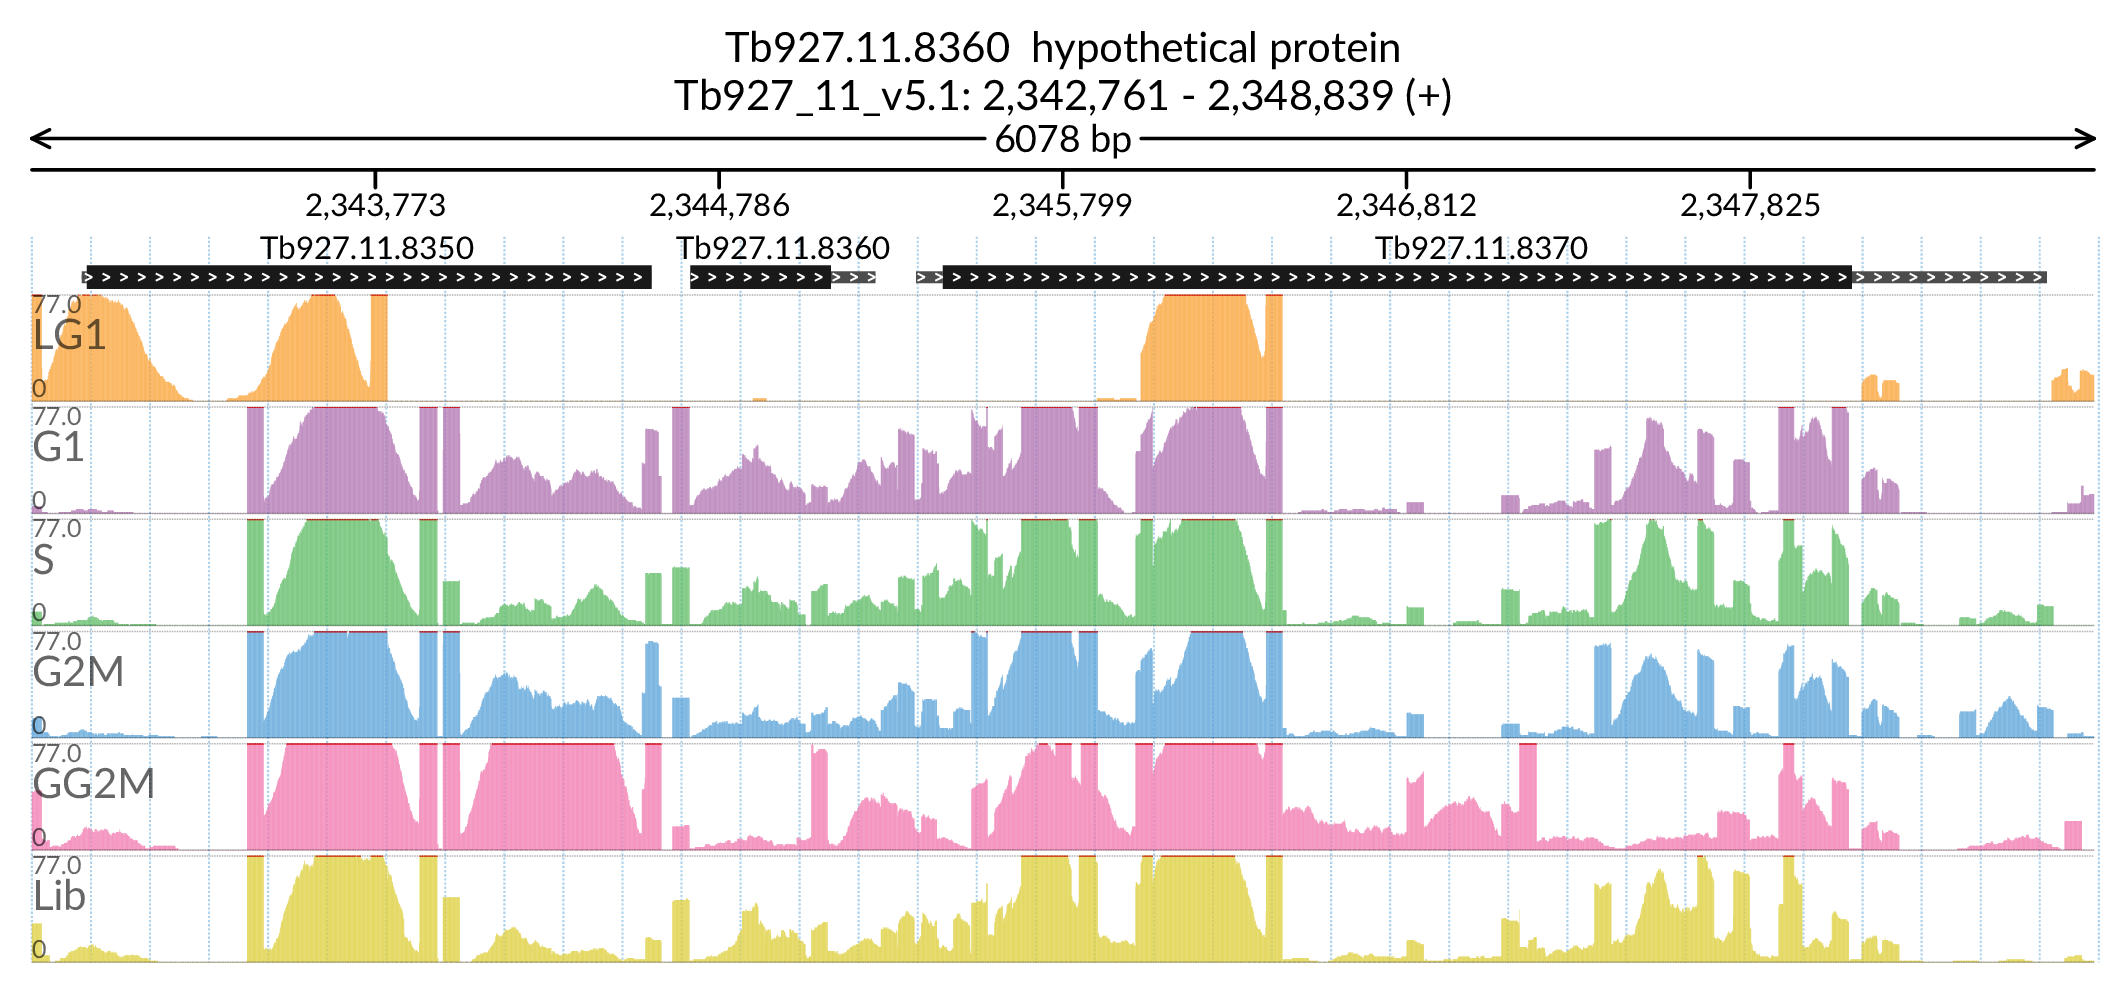 Tb927.11.8360 hypothetical protein
Tb927_11_v5.1: 2,342,761 - 2,348,839 (+)
6078 bp
2,343,773 2,344,786 2,345,799 2,346,812 2,347,825
Tb927.11.8350 Tb927.11.8360 Tb927.11.8370
77.0
LG1
0
77.0
G1
0
77.0
S
0
77.0
G2M
0
77.0
GG2M
0
77.0
Lib
0